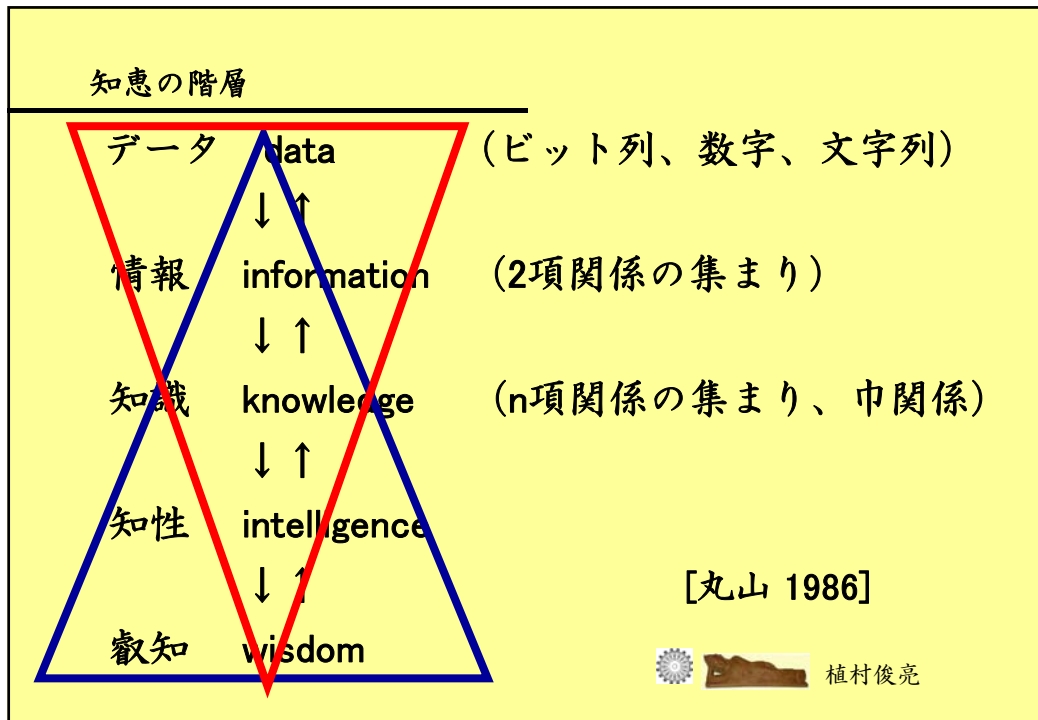 知恵の階層
データ data (ビット列、数字、文字列)
↓↑
情報 information (2項関係の集まり)
↓↑
知識 knowledge (n項関係の集まり、巾関係)
↓↑
知性 intelligence
↓↑
叡知 wisdom
[丸山 1986]
植村俊亮